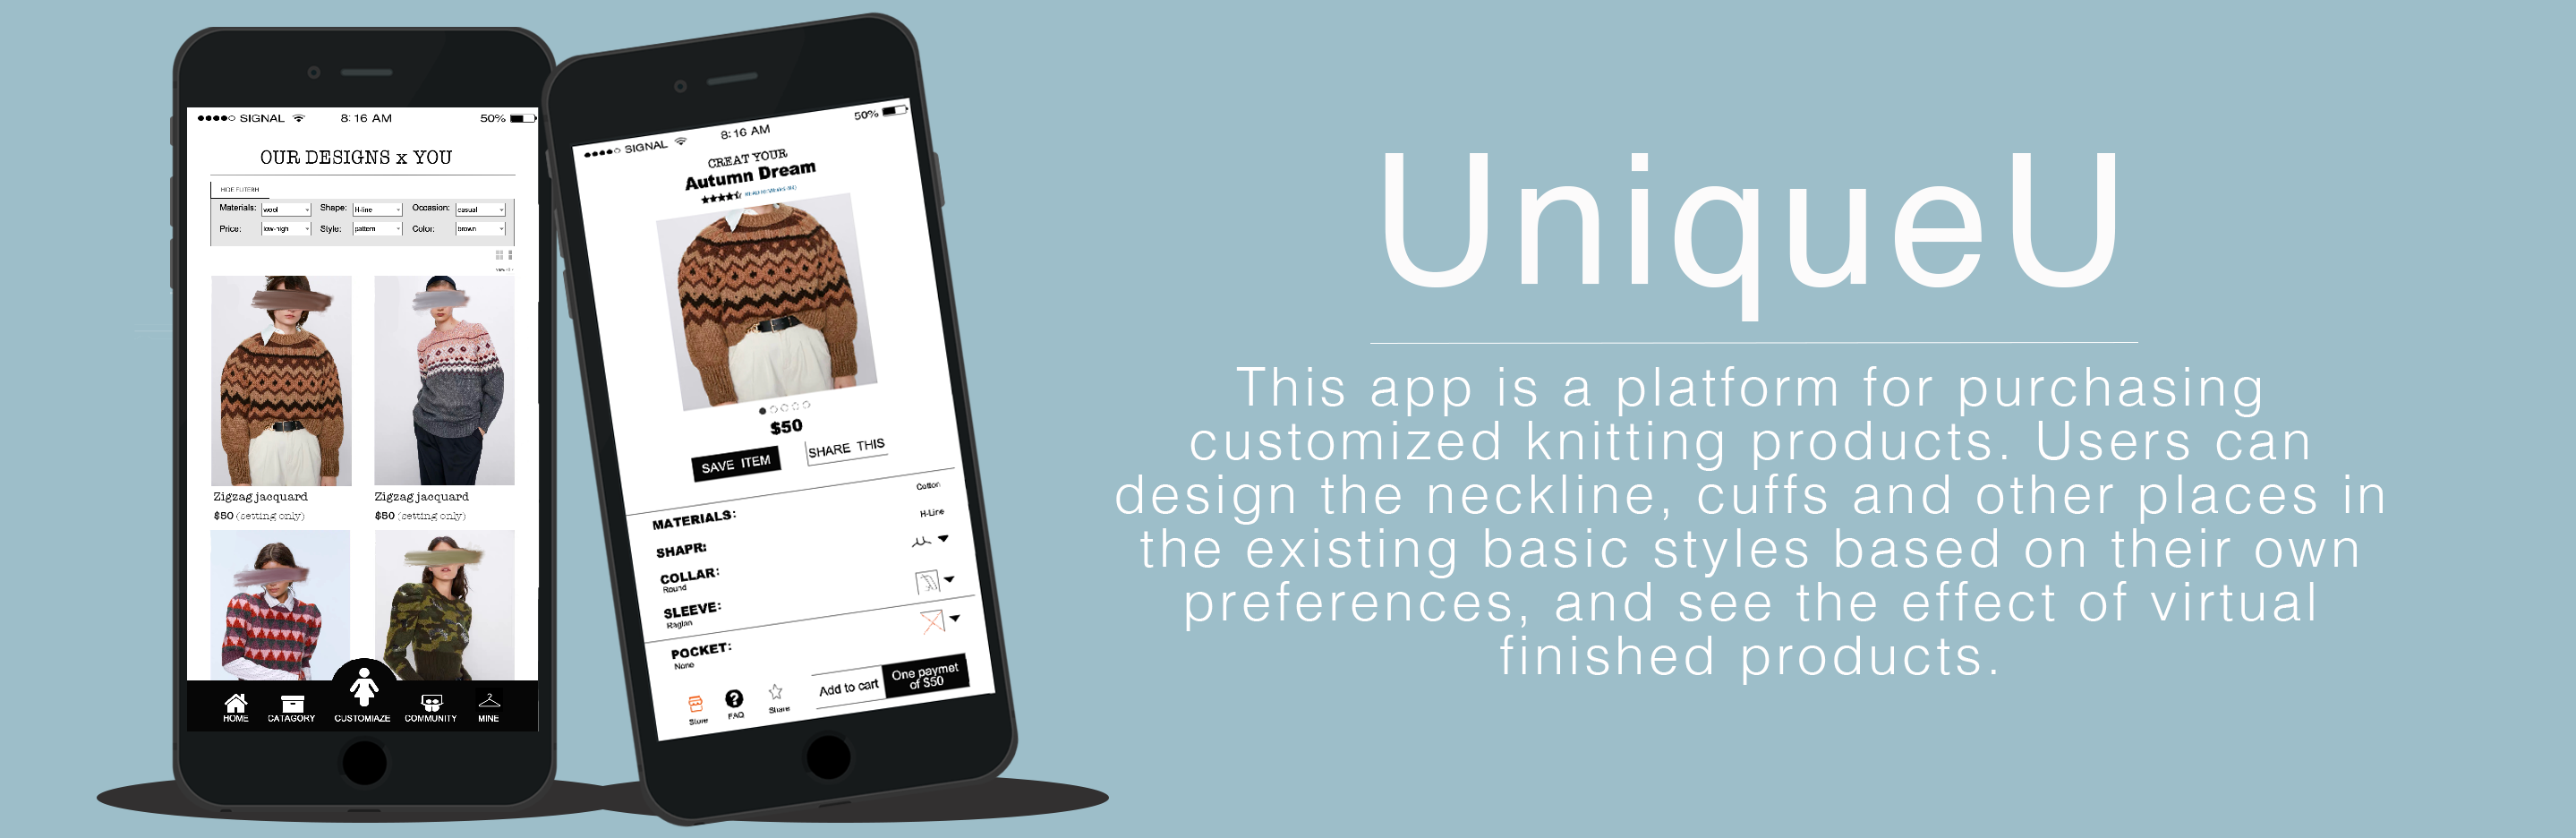 SIGNAL 8:16 AM 50%
OUR DESIGNS x YOU
Materials: wool Shape: H-line Occasion: casual
Price: low-high Style: pattern Color: brown
Zigzag jacquard Zigzag jacquard
$50 (setting only) $50 (setting only)
HOME CATAGORY CUSTOMIAZE COMMUNITY MINE
SIGNAL 8:16 AM 50%
CREAT YOUR
Autumn Dream
$50
SAVE ITEM SHARE THIS
Cotton
MATERIALS:
H-Line
SHAPR:
COLLAR:
Round
SLEEVE:
Raglan
POCKET:
None
Store FAQ Share Add to cart One paymet
of $50
UniqueU
This app is a platform for purchasing
customized knitting products. Users can
design the neckline, cuffs and other places in
the existing basic styles based on their own
preferences, and see the effect of virtual
finished products.